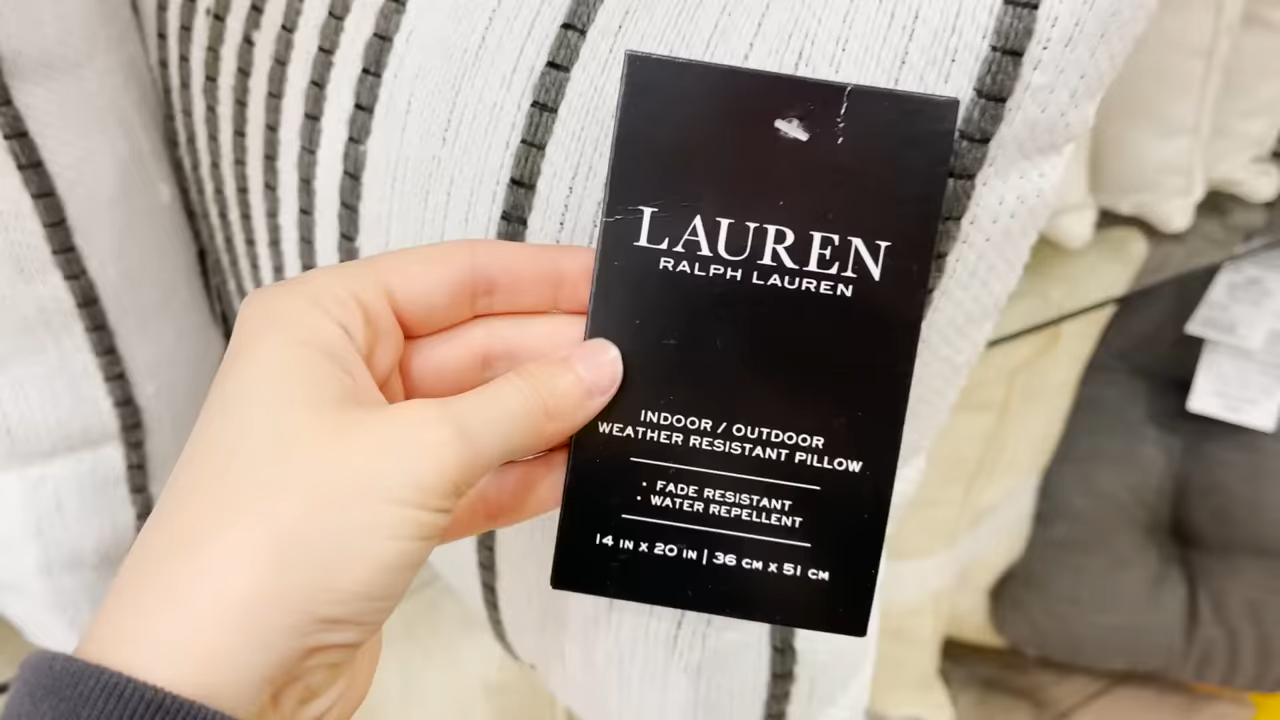 LAUREN
RALPH LAUREN
INDOOR / OUTDOOR
WEATHER RESISTANT PILLOW
· FADE RESISTANT
· WATER REPELLENT
14 IN X 20 IN | 36 CM X 51 CM